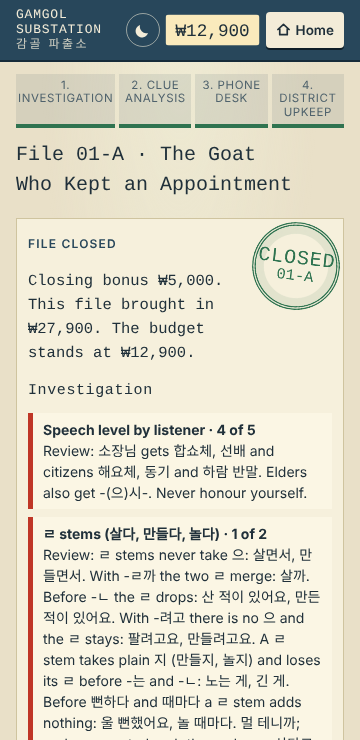 GAMGOL
SUBSTATION
감골 파출소
₩12,900
Home
1.
INVESTIGATION
2. CLUE
ANALYSIS
3. PHONE
DESK
4.
DISTRICT
UPKEEP
File 01-A · The Goat
Who Kept an Appointment
FILE CLOSED
CLOSED
01-A
Closing bonus ₩5,000.
This file brought in
₩27,900. The budget
stands at ₩12,900.
Investigation
Speech level by listener · 4 of 5
Review: 소장님 gets 합쇼체, 선배 and
citizens 해요체, 동기 and 하람 반말. Elders
also get -(으)시-. Never honour yourself.
ㄹ stems (살다, 만들다, 놀다) · 1 of 2
Review: ㄹ stems never take 으: 살면서, 만
들면서. With -ㄹ까 the two ㄹ merge: 살까.
Before -ㄴ the ㄹ drops: 산 적이 있어요, 만든
적이 있어요. With -려고 there is no 으 and
the ㄹ stays: 팔려고요, 만들려고요. A ㄹ
stem takes plain 지 (만들지, 놀지) and loses
its ㄹ before -는 and -ㄴ: 노는 게, 긴 게.
Before 뻔하다 and 때마다 a ㄹ stem adds
nothing: 울 뻔했어요, 놀 때마다. 멀 테니까;